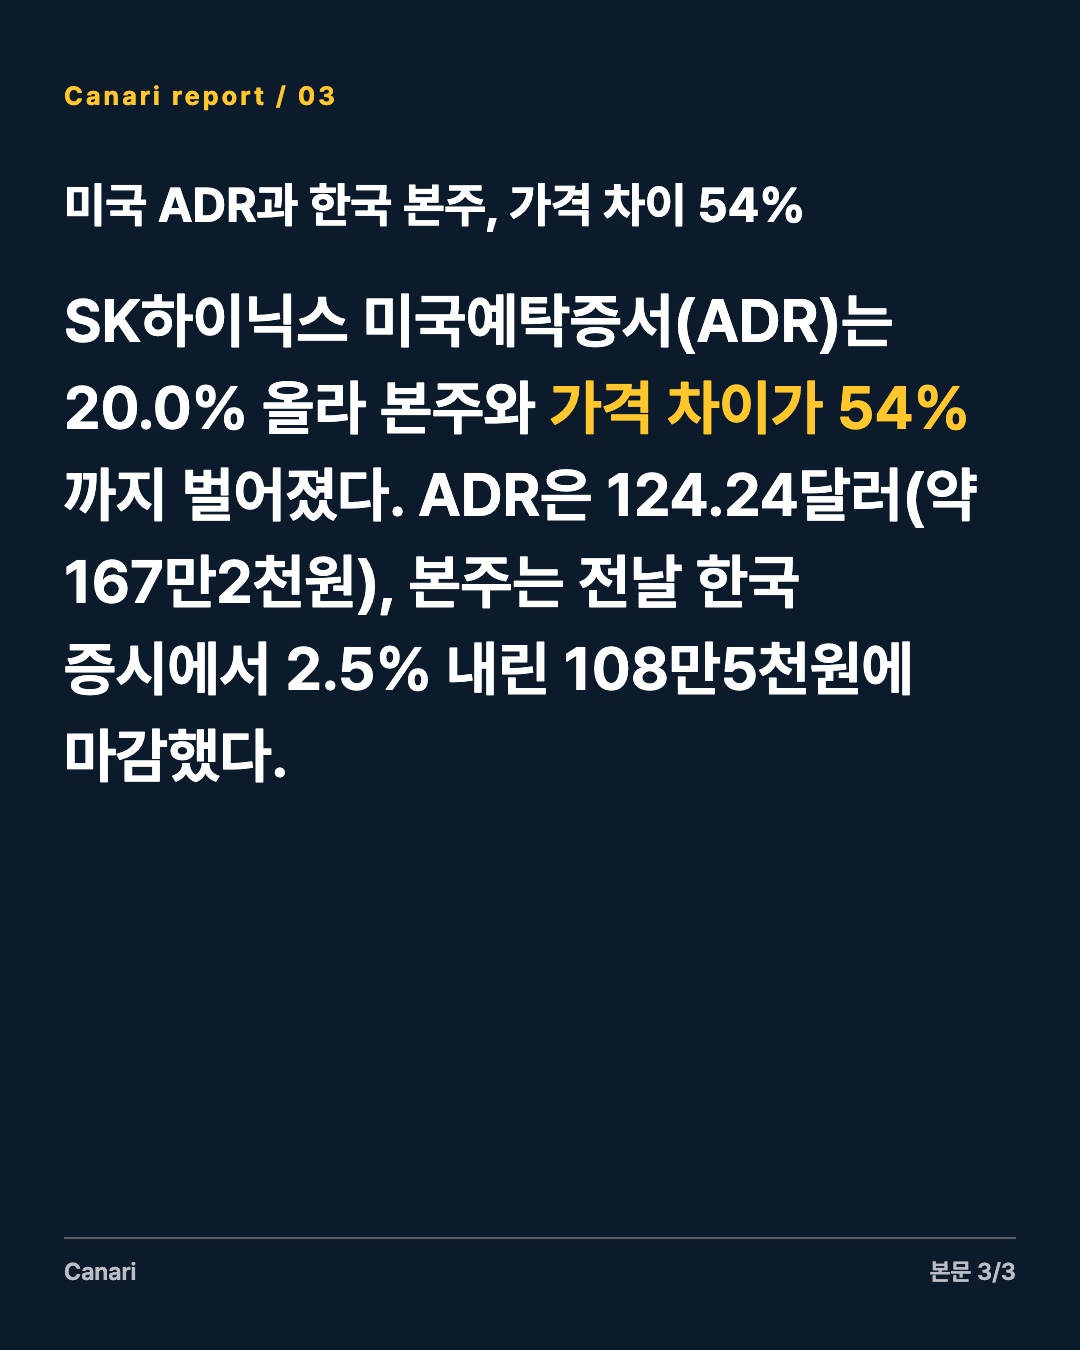 Canari report / 03
미국 ADR과 한국 본주, 가격 차이 54%
SK하이닉스 미국예탁증서(ADR)는
20.0% 올라 본주와 가격 차이가 54%
까지 벌어졌다. ADR은 124.24달러(약
167만2천원), 본주는 전날 한국
증시에서 2.5% 내린 108만5천원에
마감했다.
Canari
본문 3/3